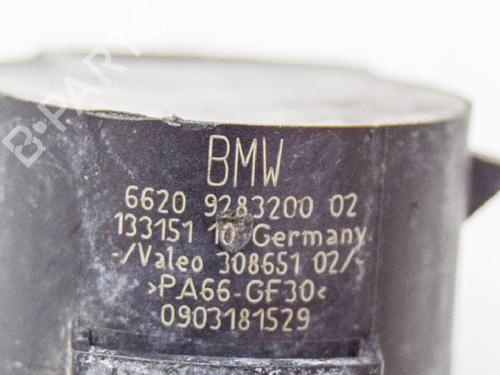 B-PARTS
BMW
6620 9283200 02
133151 10 Germany
-/Valeo 308651 02/-
>PA66-GF30<
0903181529